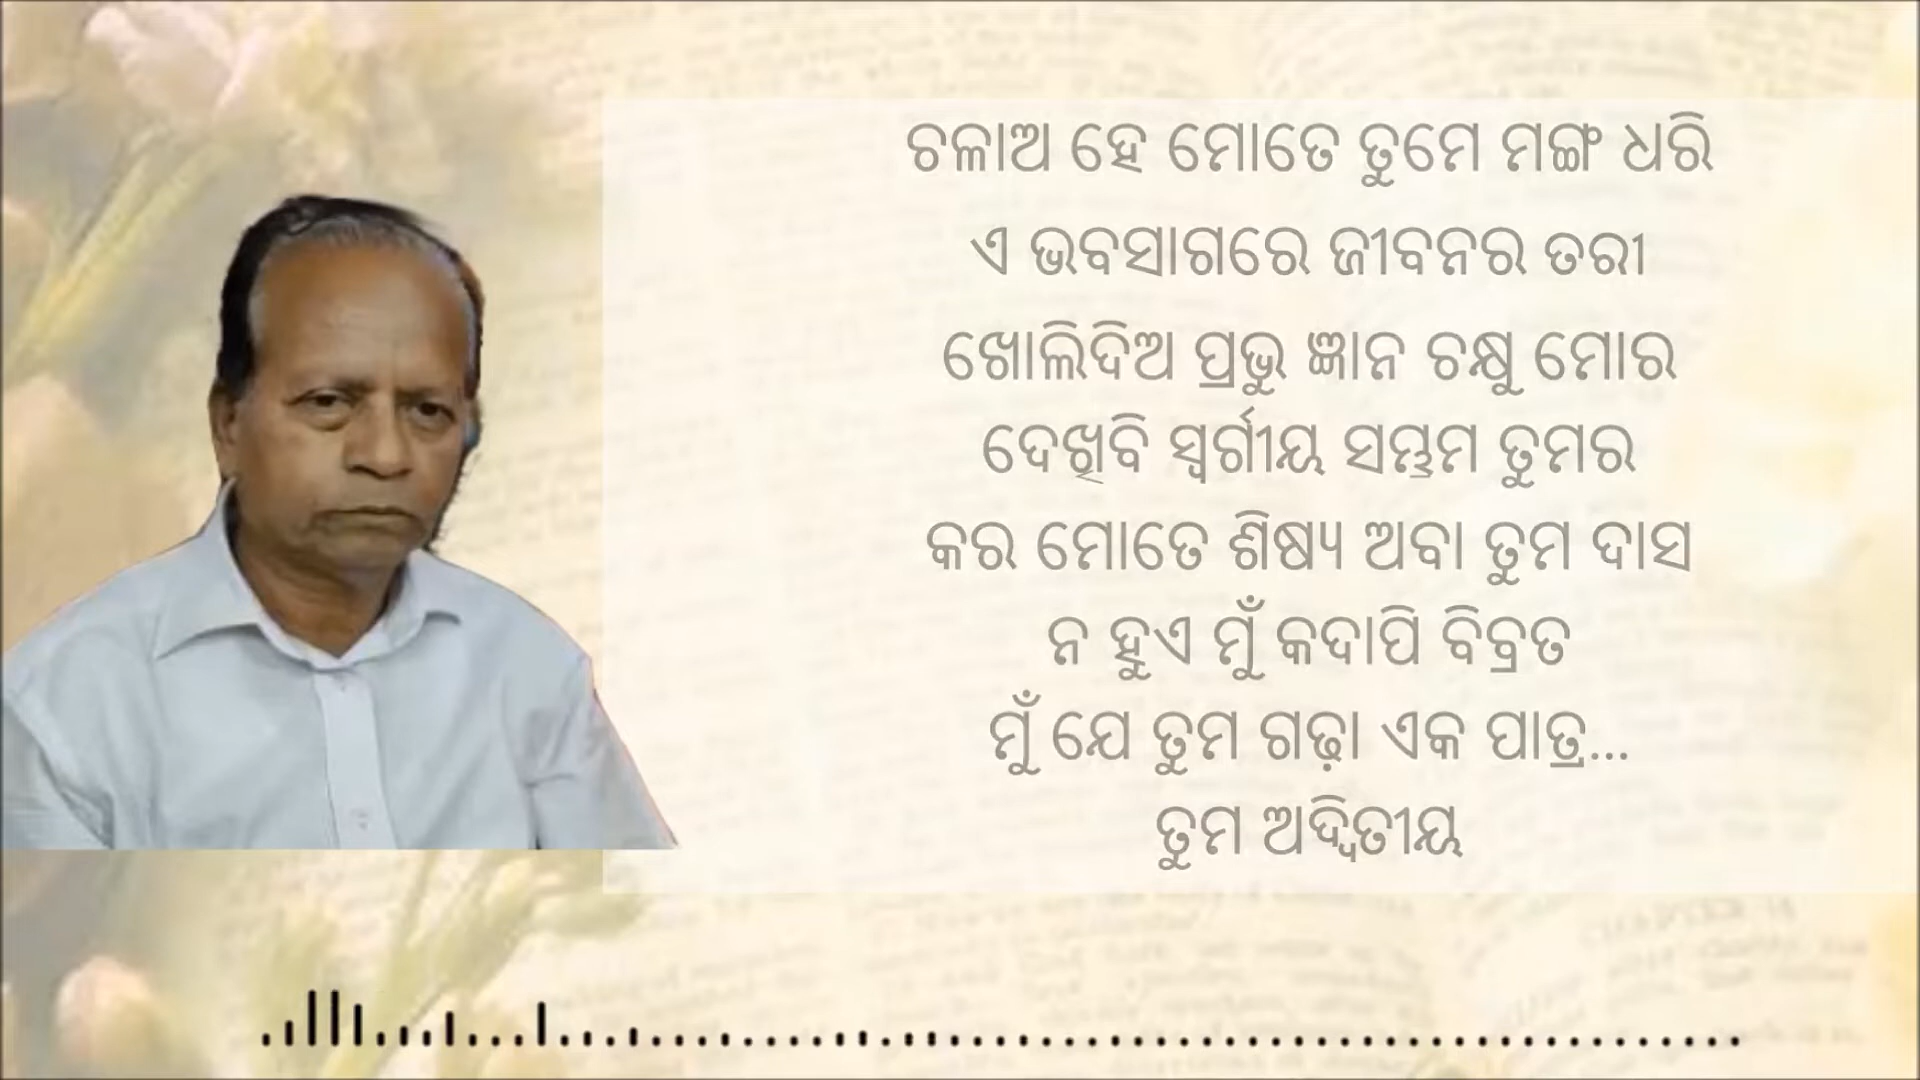 ଚଳାଅ ହେ ମୋତେ ତୁମେ ମଙ୍ଗ ଧରି
ଏ ଭବସାଗରେ ଜୀବନର ତରୀ
ଖୋଲିଦିଅ ପ୍ରଭୁ ଜ୍ଞାନ ଚକ୍ଷୁ ମୋର
ଦେଖିବି ସ୍ୱର୍ଗୀୟ ସମ୍ଭ୍ରମ ତୁମର
କର ମୋତେ ଶିଷ୍ୟ ଅବା ତୁମ ଦାସ
ନ ହୁଏ ମୁଁ କଦାପି ବିବ୍ରତ
ମୁଁ ଯେ ତୁମ ଗଢ଼ା ଏକ ପାତ୍ର...
ତୁମ ଅଦ୍ୱିତୀୟ